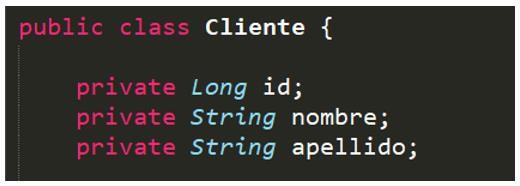 public class Cliente {
private Long id;
private String nombre;
private String apellido;